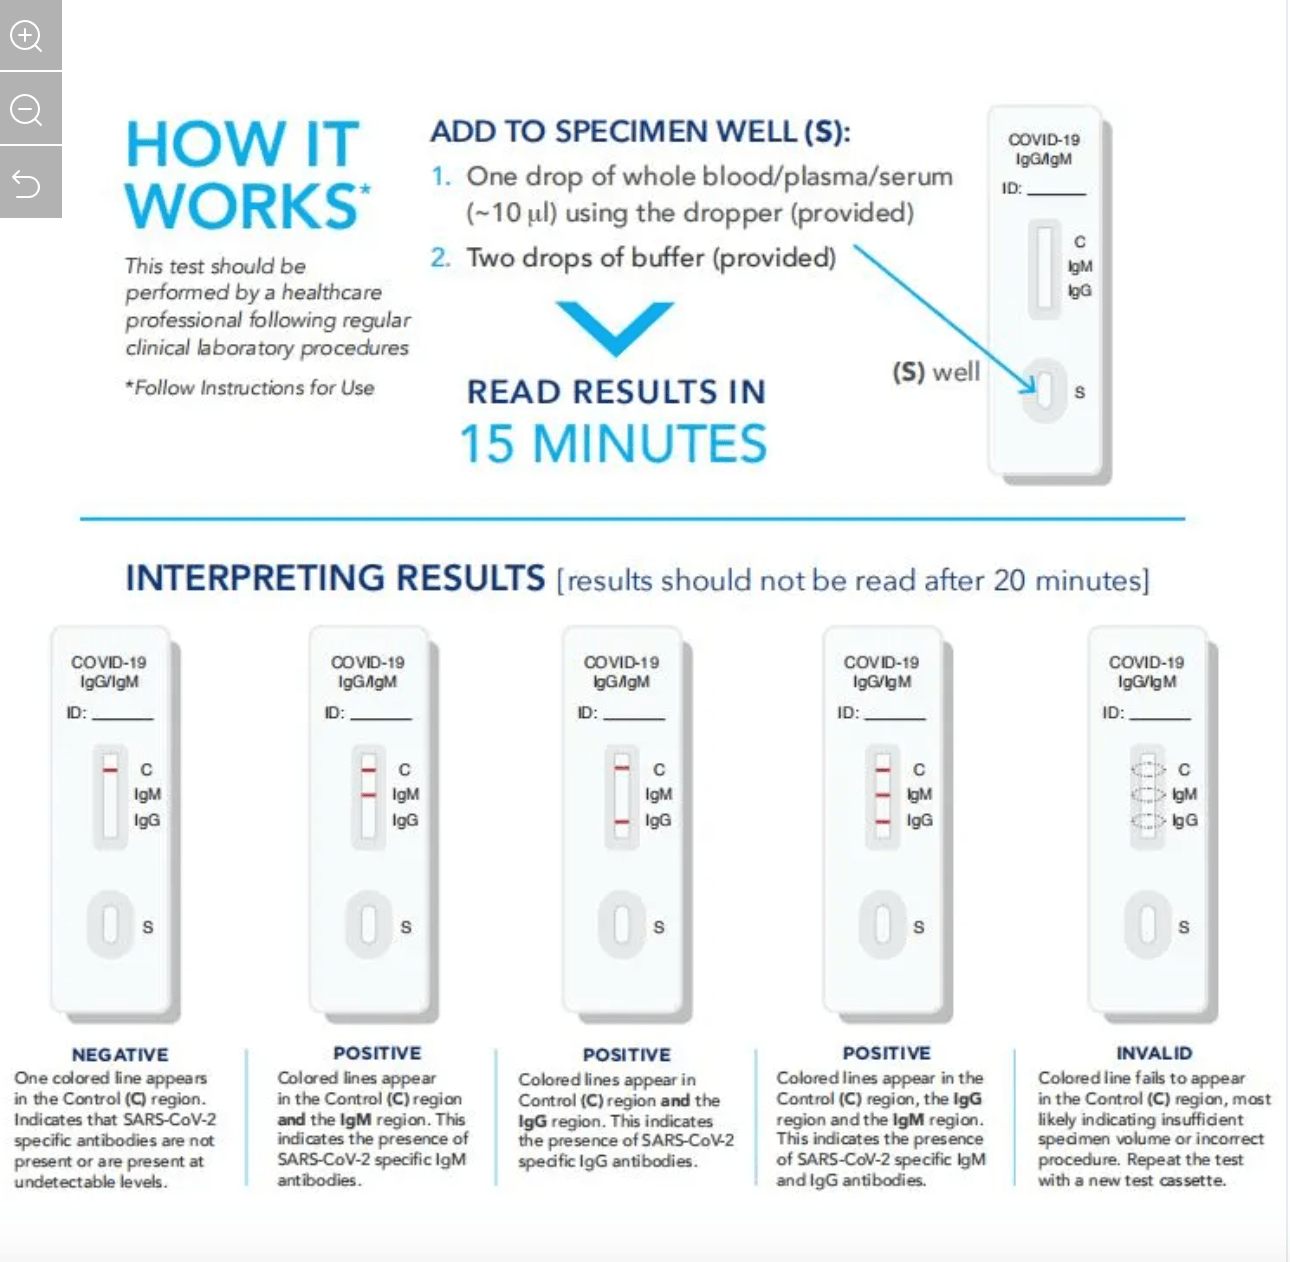 HOW IT
WORKS*
This test should be
performed by a healthcare
professional following regular
clinical laboratory procedures
*Follow Instructions for Use
ADD TO SPECIMEN WELL (S):
1. One drop of whole blood/plasma/serum
(~10 µl) using the dropper (provided)
2. Two drops of buffer (provided)
READ RESULTS IN
15 MINUTES
(S) well
COVID-19
IgG/IgM
ID: ______
C
IgM
IgG
S
INTERPRETING RESULTS [results should not be read after 20 minutes]
COVID-19
IgG/IgM
ID: ______
C
IgM
IgG
S
NEGATIVE
One colored line appears
in the Control (C) region.
Indicates that SARS-CoV-2
specific antibodies are not
present or are present at
undetectable levels.
COVID-19
IgG/IgM
ID: ______
C
IgM
IgG
S
POSITIVE
Colored lines appear
in the Control (C) region
and the IgM region. This
indicates the presence of
SARS-CoV-2 specific IgM
antibodies.
COVID-19
IgG/IgM
ID: ______
C
IgM
IgG
S
POSITIVE
Colored lines appear in
Control (C) region and the
IgG region. This indicates
the presence of SARS-CoV-2
specific IgG antibodies.
COVID-19
IgG/IgM
ID: ______
C
IgM
IgG
S
POSITIVE
Colored lines appear in the
Control (C) region, the IgG
region and the IgM region.
This indicates the presence
of SARS-CoV-2 specific IgM
and IgG antibodies.
COVID-19
IgG/IgM
ID: ______
C
IgM
IgG
S
INVALID
Colored line fails to appear
in the Control (C) region, most
likely indicating insufficient
specimen volume or incorrect
procedure. Repeat the test
with a new test cassette.